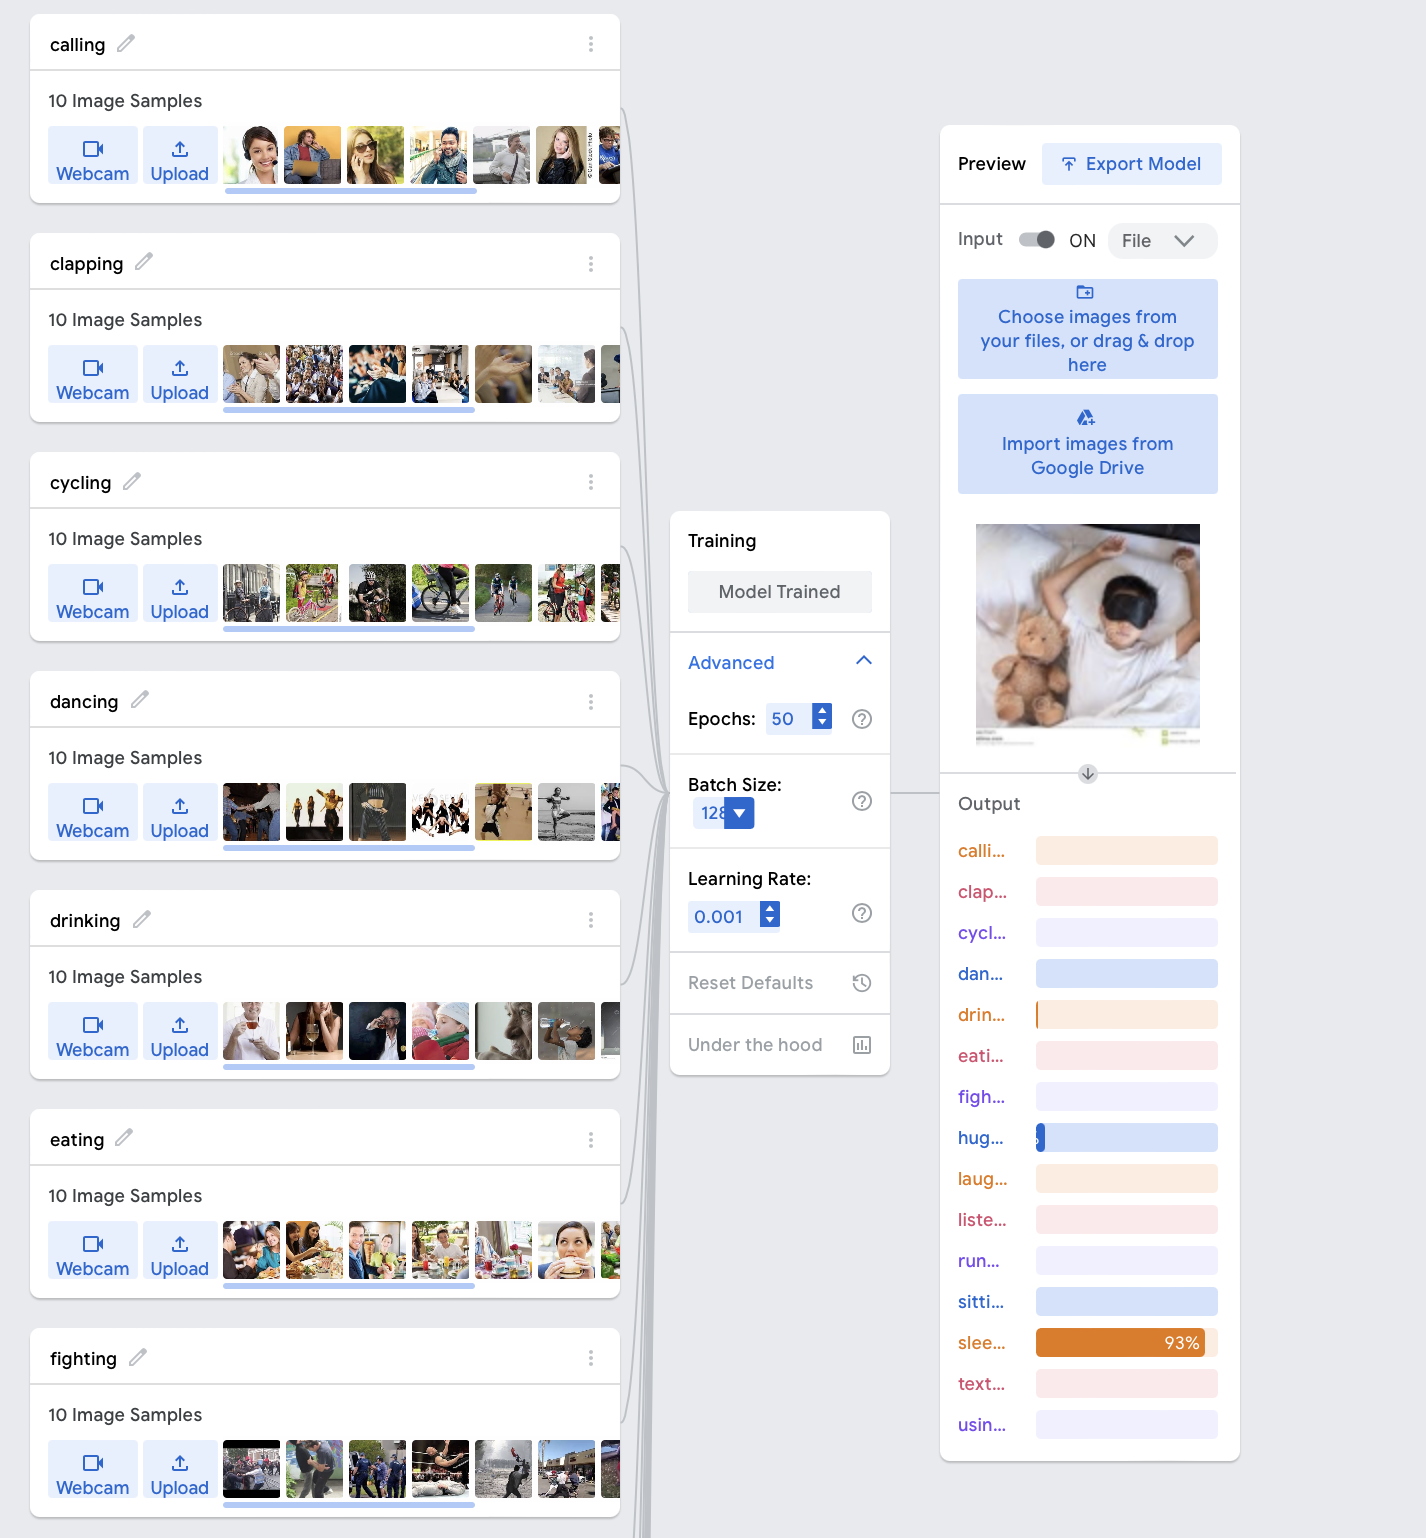 calling
10 Image Samples
Webcam
Upload
clapping
10 Image Samples
Webcam
Upload
cycling
10 Image Samples
Webcam
Upload
dancing
10 Image Samples
Webcam
Upload
drinking
10 Image Samples
Webcam
Upload
eating
10 Image Samples
Webcam
Upload
fighting
10 Image Samples
Webcam
Upload
Training
Model Trained
Advanced
Epochs: 50
Batch Size:
128
Learning Rate:
0.001
Reset Defaults
Under the hood
Preview
Export Model
Input ON File
Choose images from
your files, or drag & drop
here
Import images from
Google Drive
Output
calli...
clap...
cycl...
dan...
drin...
eati...
figh...
hug...
laug...
liste...
run...
sitti...
slee... 93%
text...
usin...